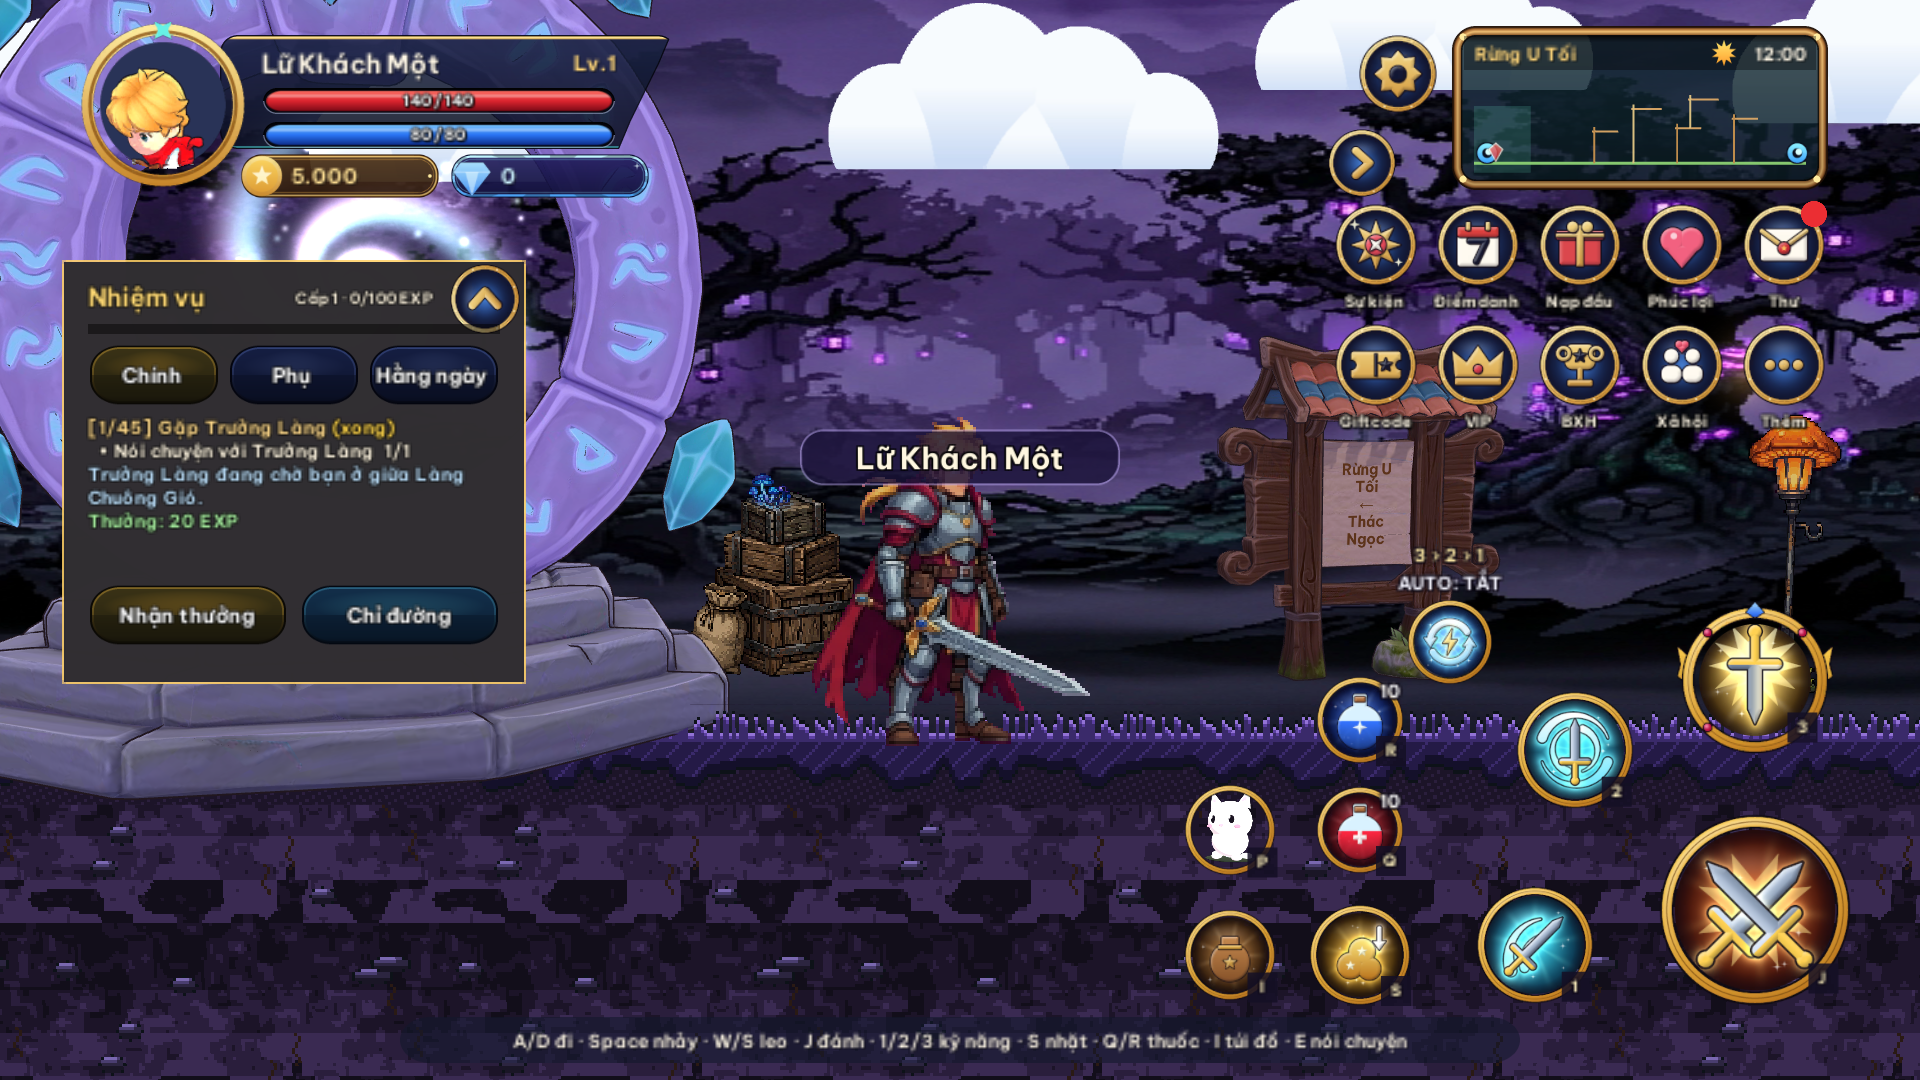 Lữ Khách Một
Lv.1
140/140
80/80
5.000
0
Rừng U Tối
12:00
Nhiệm vụ
Cấp 1 - 0/100 EXP
Chính
Phụ
Hằng ngày
[1/45] Gặp Trưởng Làng (xong)
• Nói chuyện với Trưởng Làng 1/1
Trưởng Làng đang chờ bạn ở giữa Làng
Chuông Gió.
Thưởng: 20 EXP
Nhận thưởng
Chỉ đường
Sự kiện
Điểm danh
7
Nạp đầu
Phúc lợi
Thư
Giftcode
VIP
BXH
Xã hội
Thêm
Lữ Khách Một
Rừng U
Tối
←
Thác
Ngọc
3 › 2 › 1
AUTO: TẮT
10
R
3
2
10
P
Q
I
S
1
J
A/D đi · Space nhảy · W/S leo · J đánh · 1/2/3 kỹ năng · S nhặt · Q/R thuốc · I túi đồ · E nói chuyện